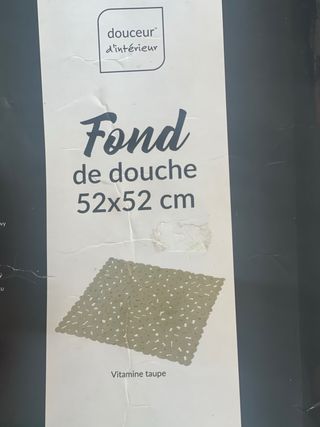 douceur
d'intérieur
Fond
de douche
52x52 cm
Vitamine taupe